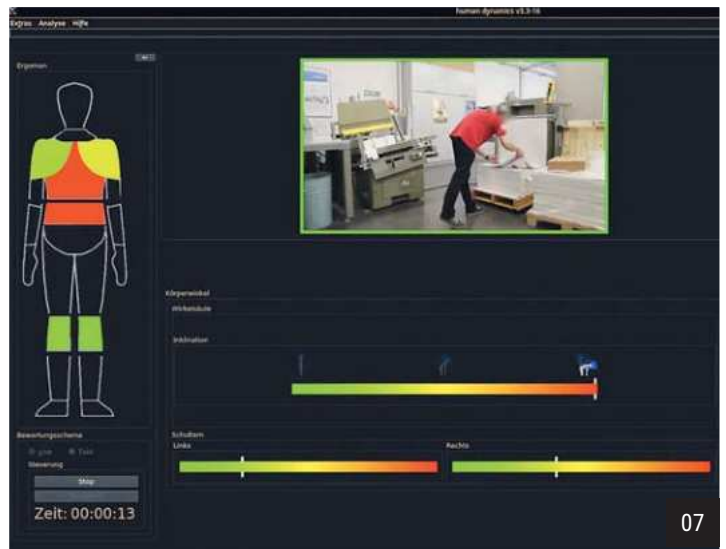 human dynamics v3.3-16
Extras Analyse Hilfe
Ergoman
Körperwinkel
Wirbelsäule
Inklination
Bewertungsschema
Steuerung
Stop
Zeit: 00:00:13
Schultern
Links
Rechts
07